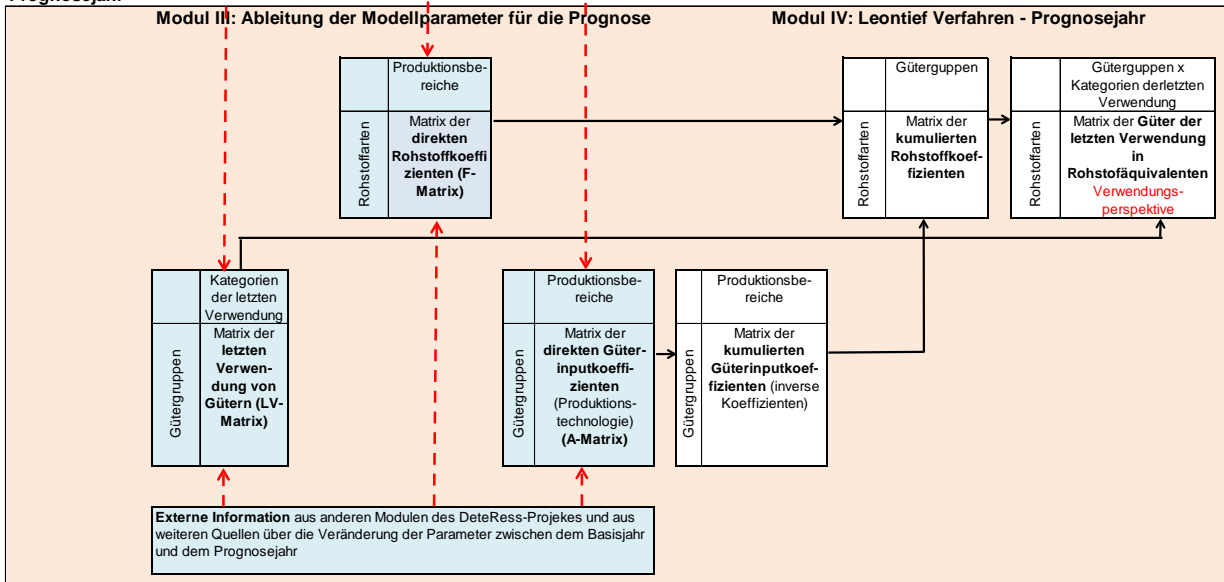 Prognosejahr
Modul III: Ableitung der Modellparameter für die Prognose
Modul IV: Leontief Verfahren - Prognosejahr
Produktionsbe-
reiche
Rohstoffarten
Matrix der
direkten
Rohstoffkoeffi
zienten (F-
Matrix)
Güterguppen
Rohstoffarten
Matrix der
kumulierten
Rohstoffkoef-
fizienten
Güterguppen x
Kategorien derletzten
Verwendung
Rohstoffarten
Matrix der Güter der
letzten Verwendung
in
Rohstofäquivalenten
Verwendungs-
perspektive
Kategorien
der letzten
Verwendung
Gütergruppen
Matrix der
letzten
Verwen-
dung von
Gütern (LV-
Matrix)
Produktionsbe-
reiche
Gütergruppen
Matrix der
direkten Güter-
inputkoeffi-
zienten
(Produktions-
technologie)
(A-Matrix)
Produktionsbe-
reiche
Gütergruppen
Matrix der
kumulierten
Güterinputkoef-
fizienten (inverse
Koeffizienten)
Externe Information aus anderen Modulen des DeteRess-Projekes und aus
weiteren Quellen über die Veränderung der Parameter zwischen dem Basisjahr
und dem Prognosejahr